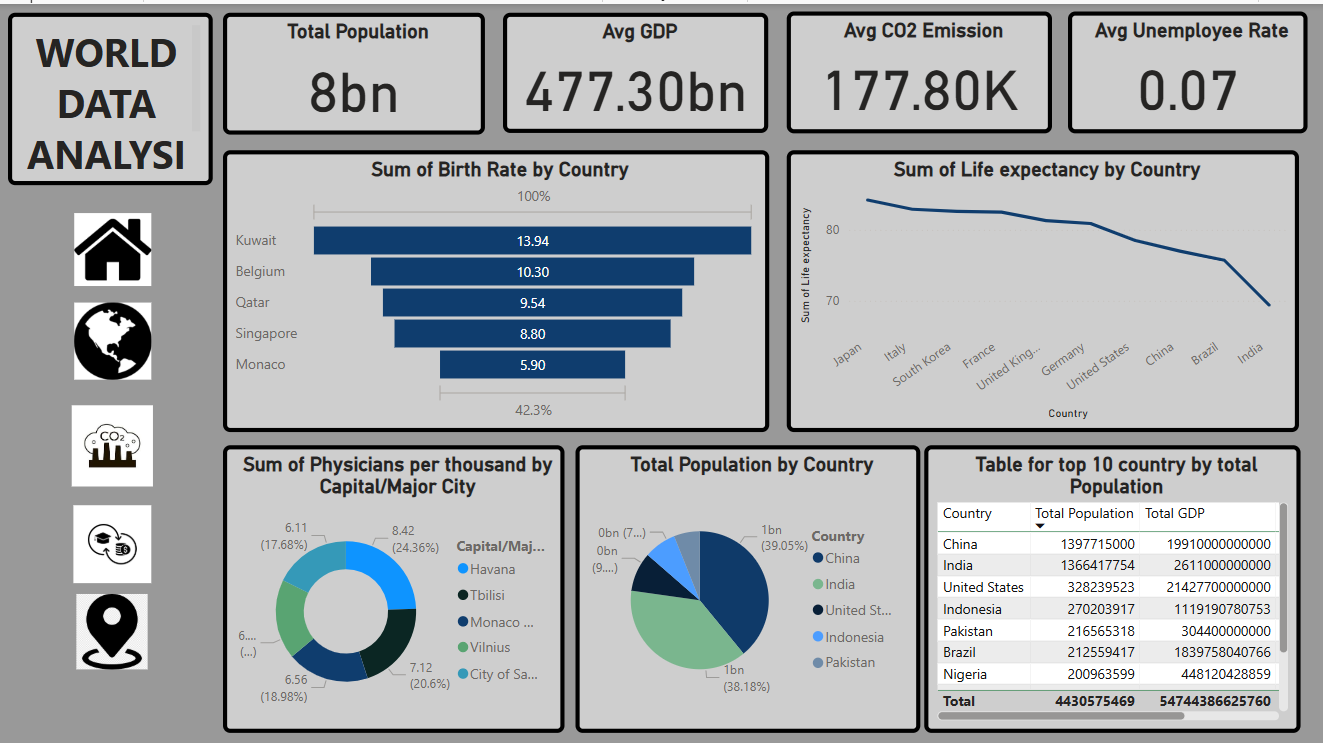 WORLD
DATA
ANALYSI
Total Population
8bn
Avg GDP
477.30bn
Avg CO2 Emission
177.80K
Avg Unemployee Rate
0.07
Sum of Birth Rate by Country
100%
Kuwait 13.94
Belgium 10.30
Qatar 9.54
Singapore 8.80
Monaco 5.90
42.3%
Sum of Life expectancy by Country
Sum of Life expectancy
80
70
Japan
Italy
South Korea
France
United King...
Germany
United States
China
Brazil
India
Country
CO2
Sum of Physicians per thousand by
Capital/Major City
6.11
(17.68%)
8.42
(24.36%)
6....
(...)
6.56
(18.98%)
7.12
(20.6%)
Capital/Maj...
Havana
Tbilisi
Monaco ...
Vilnius
City of Sa...
Total Population by Country
0bn (7...)
0bn
(9....)
1bn
(39.05%)
1bn
(38.18%)
Country
China
India
United St...
Indonesia
Pakistan
Table for top 10 country by total
Population
Country Total Population Total GDP
China 1397715000 19910000000000
India 1366417754 2611000000000
United States 328239523 21427700000000
Indonesia 270203917 1119190780753
Pakistan 216565318 304400000000
Brazil 212559417 1839758040766
Nigeria 200963599 448120428859
Total 4430575469 54744386625760